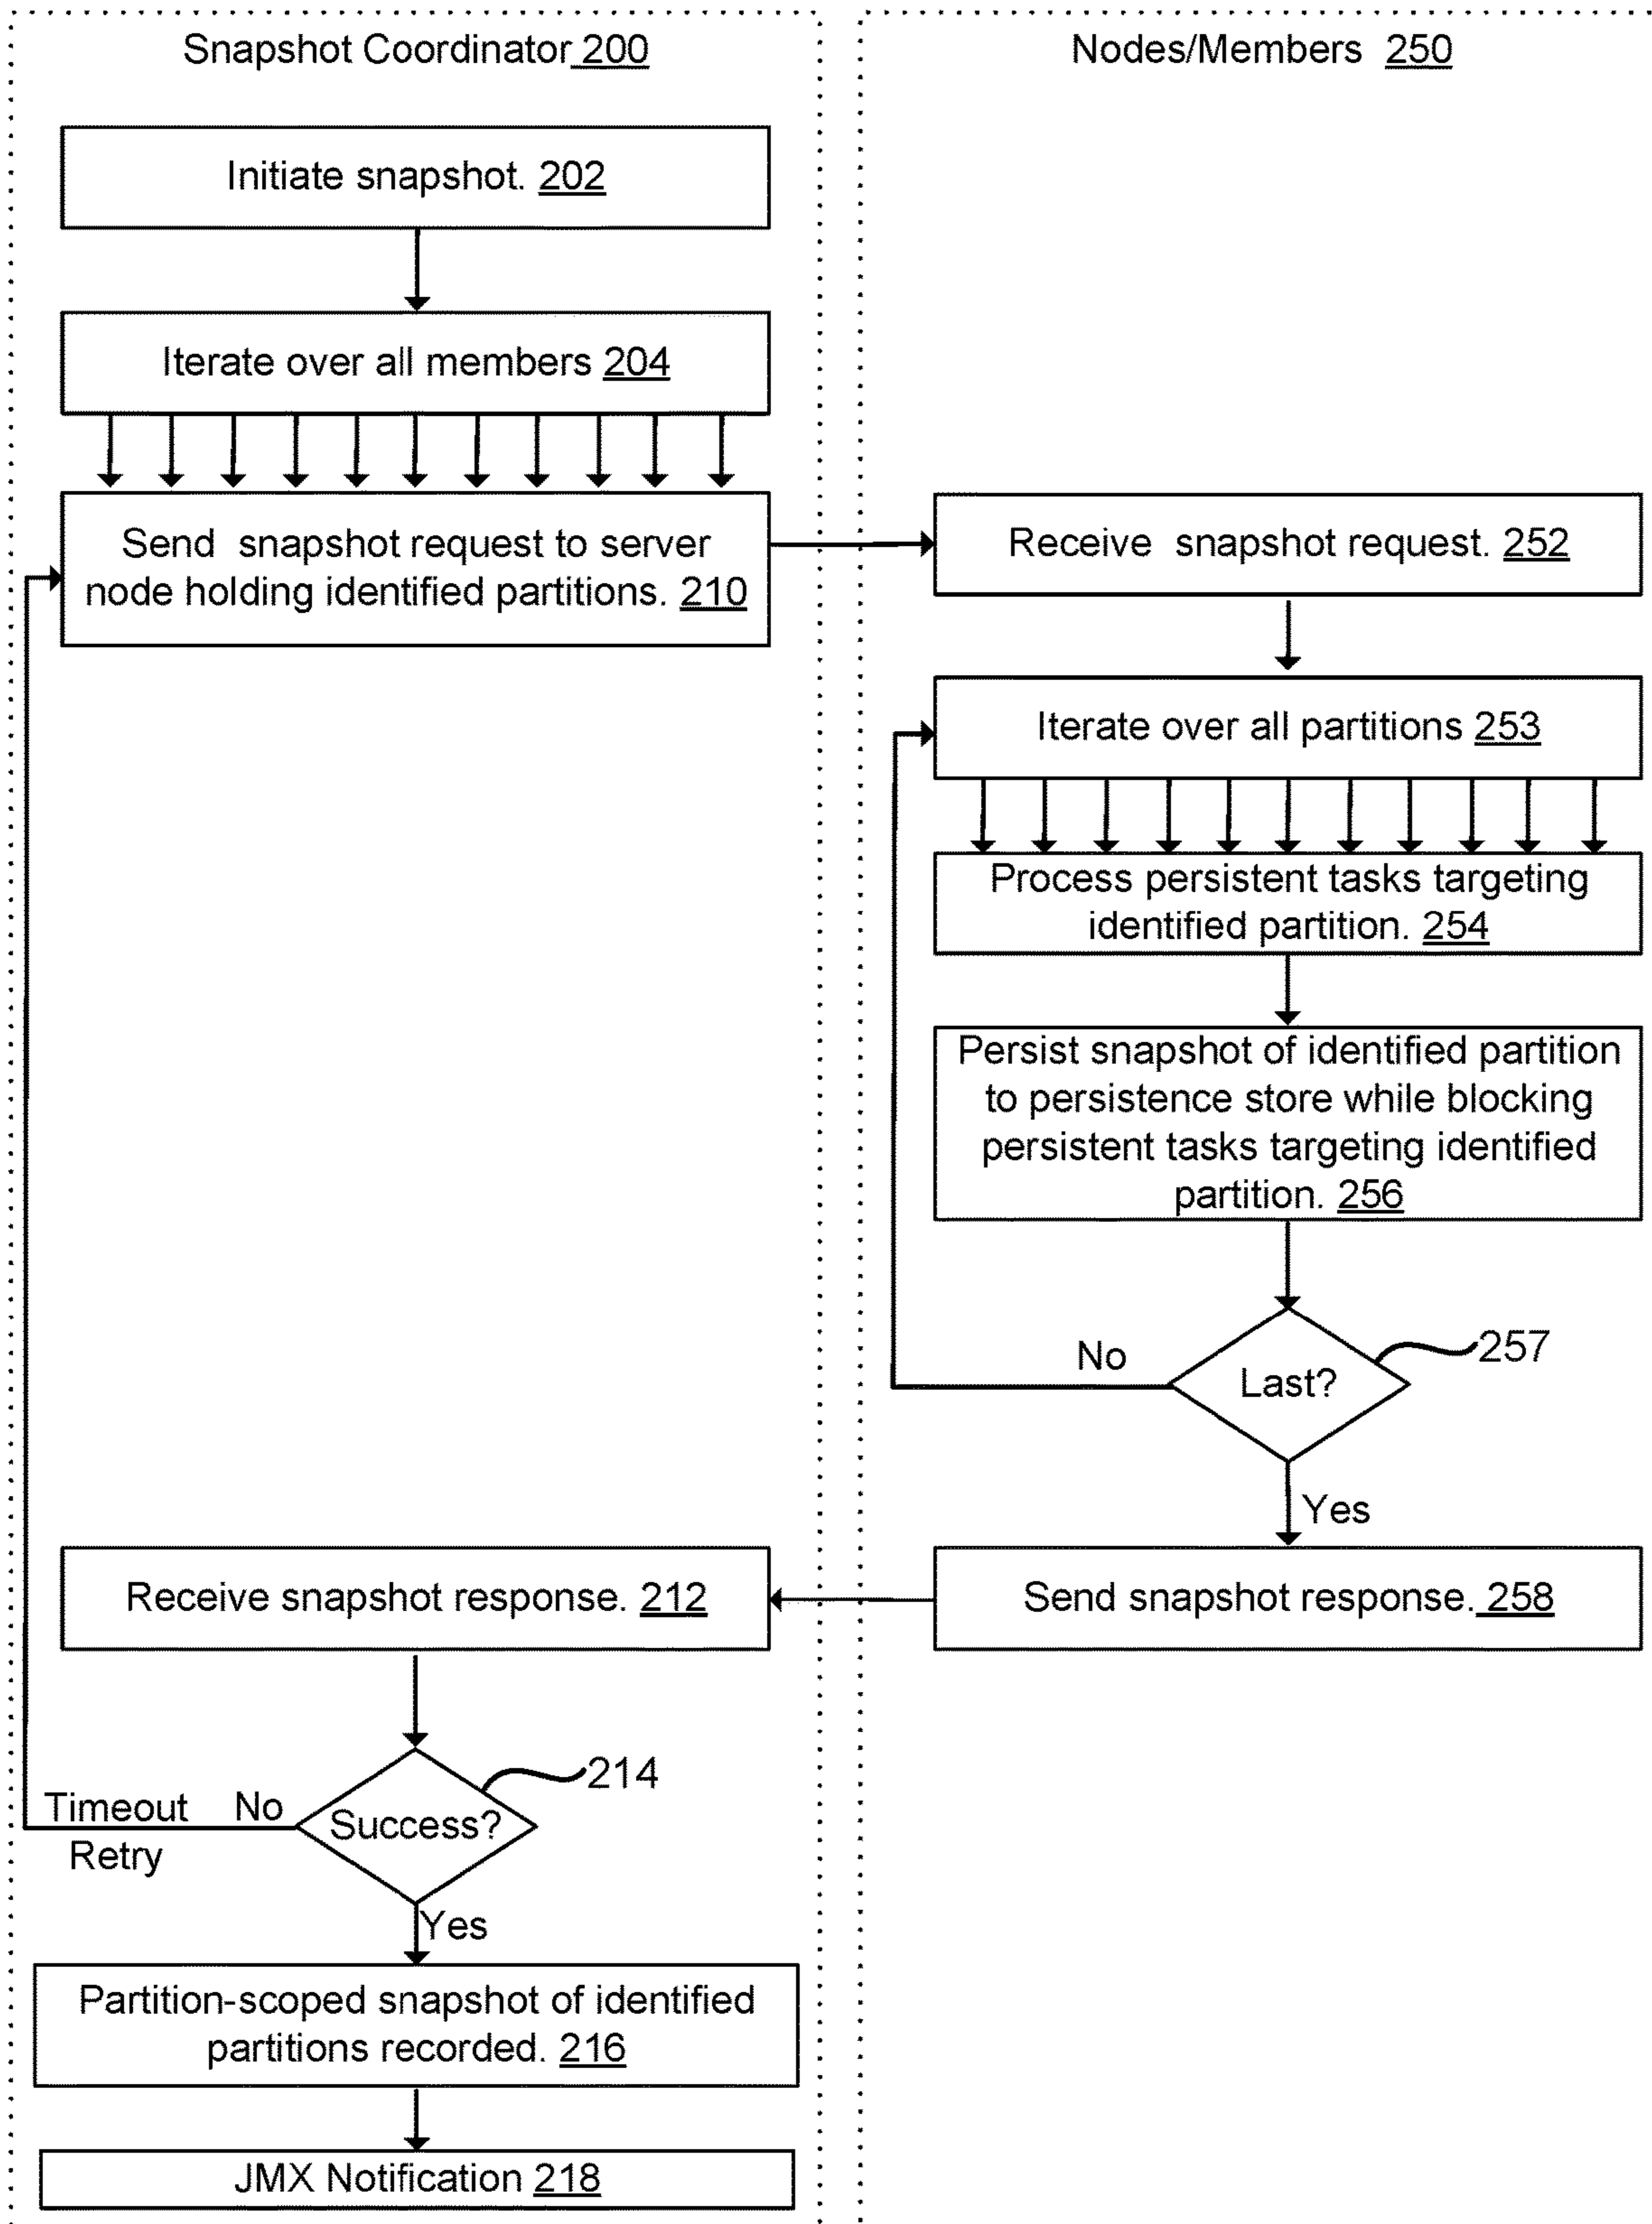 Snapshot Coordinator 200
Nodes/Members 250
Initiate snapshot. 202
Iterate over all members 204
Send snapshot request to server
node holding identified partitions. 210
Receive snapshot request. 252
Iterate over all partitions 253
Process persistent tasks targeting
identified partition. 254
Persist snapshot of identified partition
to persistence store while blocking
persistent tasks targeting identified
partition. 256
257
No
Last?
Yes
Send snapshot response. 258
Receive snapshot response. 212
214
Timeout No
Success?
Retry
Yes
Partition-scoped snapshot of identified
partitions recorded. 216
JMX Notification 218